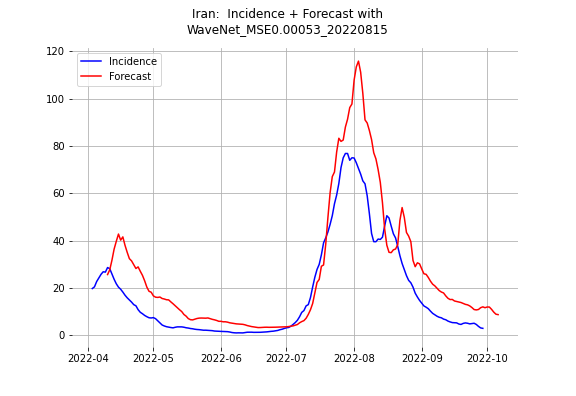 Iran:  Incidence + Forecast with
WaveNet_MSE0.00053_20220815
Incidence
Forecast
120
100
80
60
40
20
0
2022-04 2022-05 2022-06 2022-07 2022-08 2022-09 2022-10